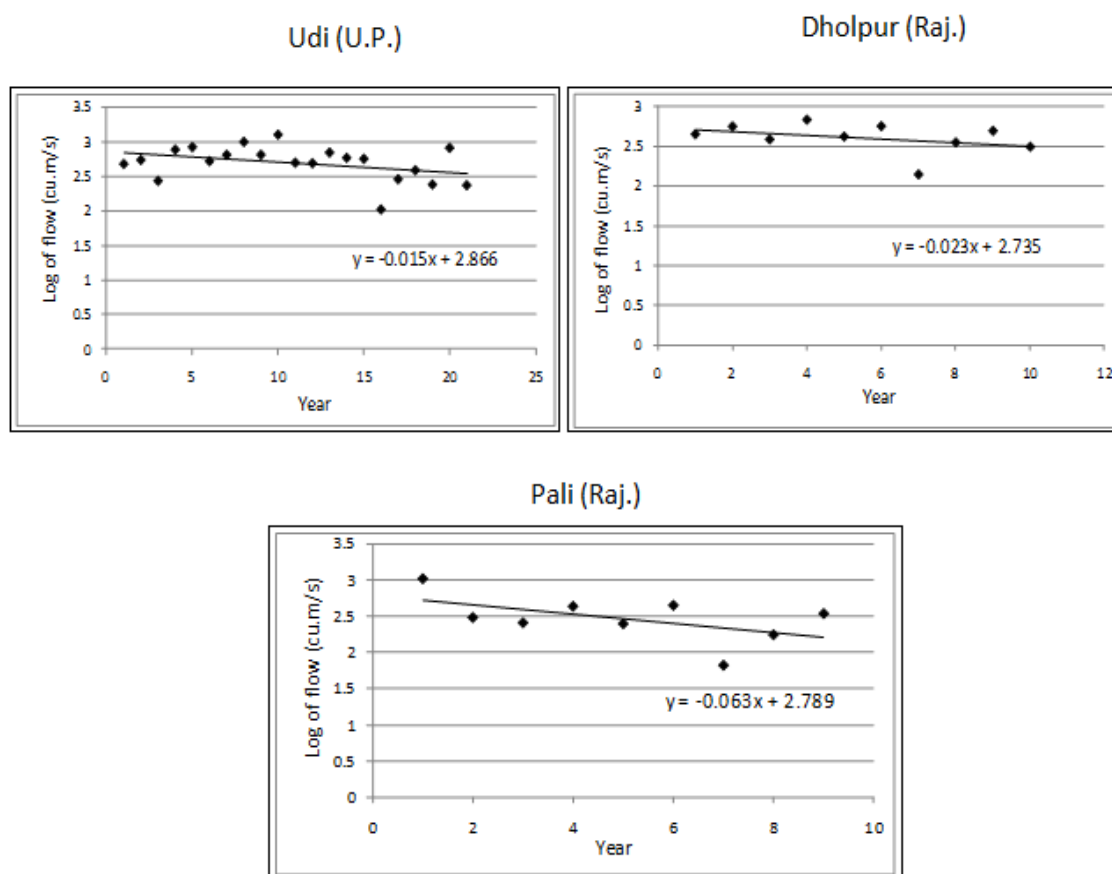 Udi (U.P.)
Dholpur (Raj.)
3.5
3
2.5
2
1.5
1
0.5
0
Log of flow (cu.m/s)
y = -0.015x + 2.866
0 5 10 15 20 25
Year
3
2.5
2
1.5
1
0.5
0
Log of flow (cu.m/s)
y = -0.023x + 2.735
0 2 4 6 8 10 12
Year
Pali (Raj.)
3.5
3
2.5
2
1.5
1
0.5
0
Log of flow (cu.m/s)
y = -0.063x + 2.789
0 2 4 6 8 10
Year